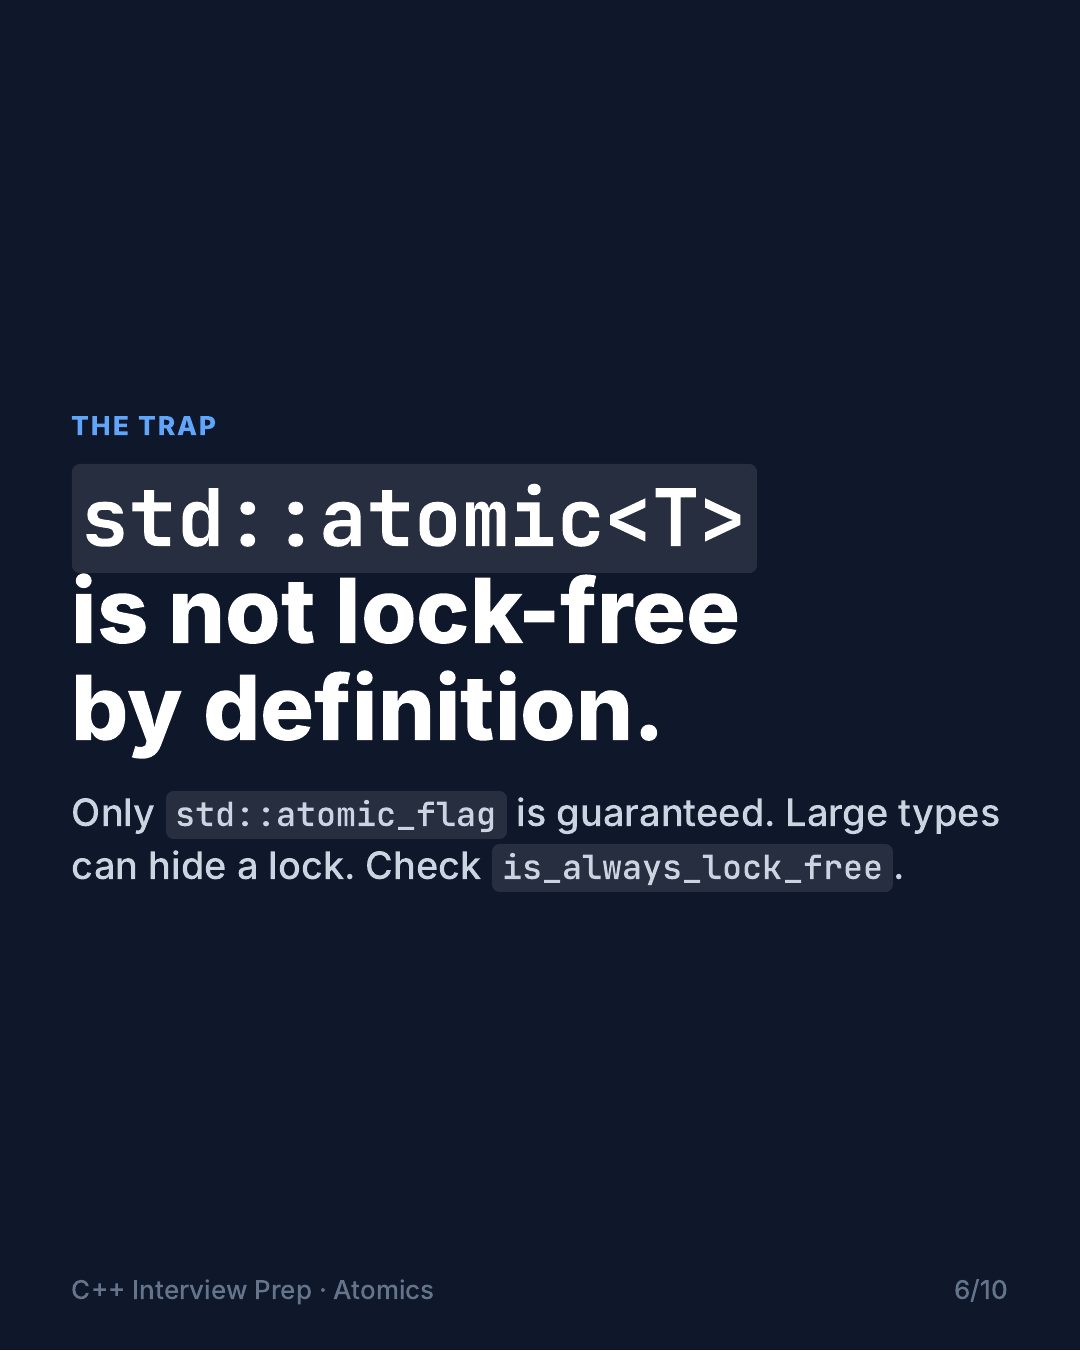 THE TRAP
std::atomic<T>
is not lock-free
by definition.
Only std::atomic_flag is guaranteed. Large types
can hide a lock. Check is_always_lock_free.
C++ Interview Prep · Atomics
6/10